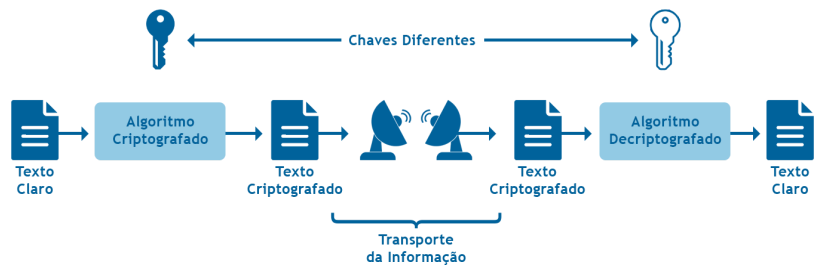 Chaves Diferentes
Algoritmo
Criptografado
Algoritmo
Decriptografado
Texto
Claro
Texto
Criptografado
Texto
Criptografado
Texto
Claro
Transporte
da Informação